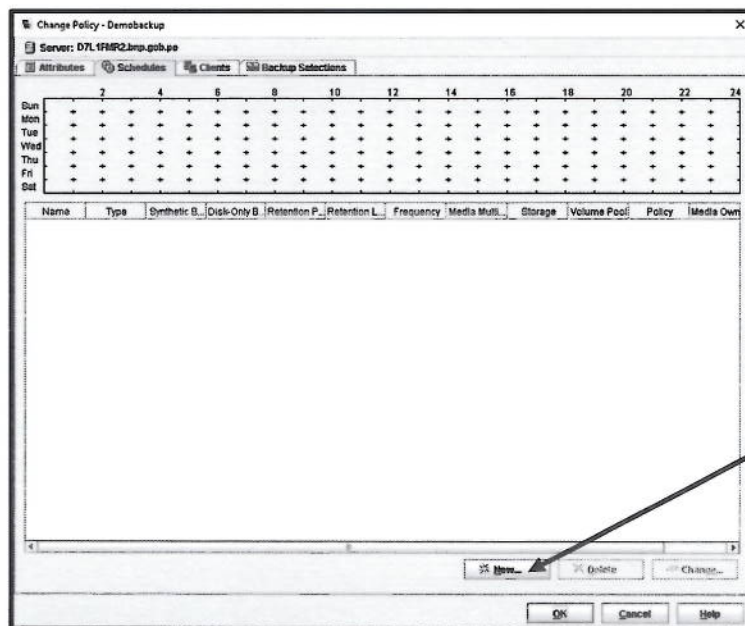 Change Policy - Demobackup
Server: D7L1FMR2.bnp.gob.pe
Attributes Schedules Clients Backup Selections
2 4 6 8 10 12 14 16 18 20 22 24
Sun
Mon
Tue
Wed
Thu
Fri
Sat
Name Type Synthetic B... Disk-Only B... Retention P... Retention L... Frequency Media Multi... Storage Volume Pool Policy Media Own
New... Delete Change...
OK Cancel Help